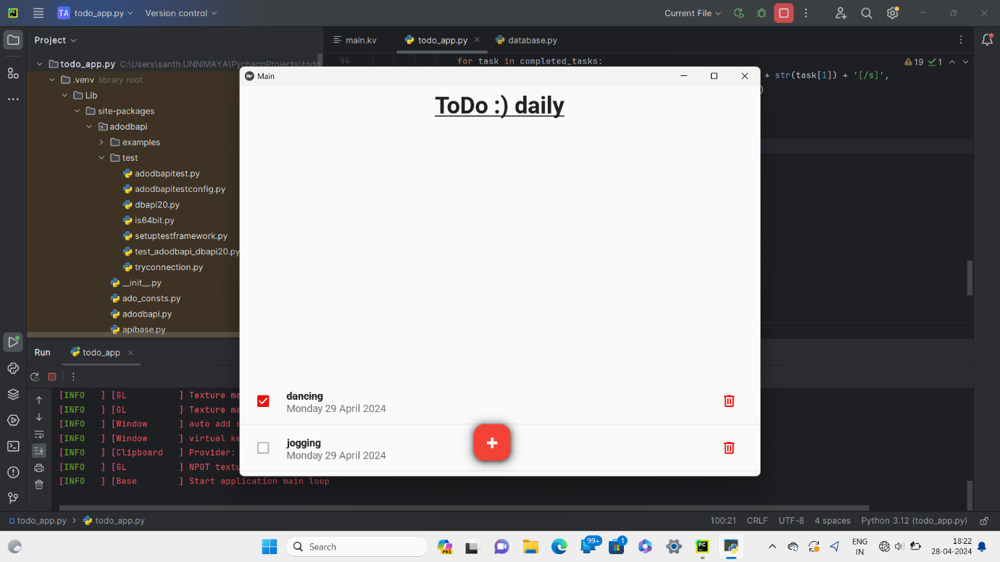 PC TA todo_app.py Version control Current File
Project main.kv todo_app.py database.py
todo_app.py C:\Users\santh.UNNIMAYA\PycharmProjects\todo 94 for task in completed_tasks: 19 1
.venv library root Main + str(task[1]) + '[/s]',
Lib )
site-packages ToDo :) daily
adodbapi
examples
test
adodbapitest.py
adodbapitestconfig.py
dbapi20.py
is64bit.py
setuptestframework.py
test_adodbapi_dbapi20.py
tryconnection.py
__init__.py
ado_consts.py
adodbapi.py
apibase.py
Run todo_app
[INFO ] [GL ] Texture ma
[INFO ] [GL ] Texture ma
[INFO ] [Window ] auto add s
[INFO ] [Window ] virtual ke
[INFO ] [Clipboard ] Provider:
[INFO ] [GL ] NPOT textu
[INFO ] [Base ] Start application main loop
dancing
Monday 29 April 2024
jogging
Monday 29 April 2024
+
todo_app.py > todo_app.py 100:21 CRLF UTF-8 4 spaces Python 3.12 (todo_app.py)
Search PRE 99+ 1 PC ENG IN 18:22
28-04-2024